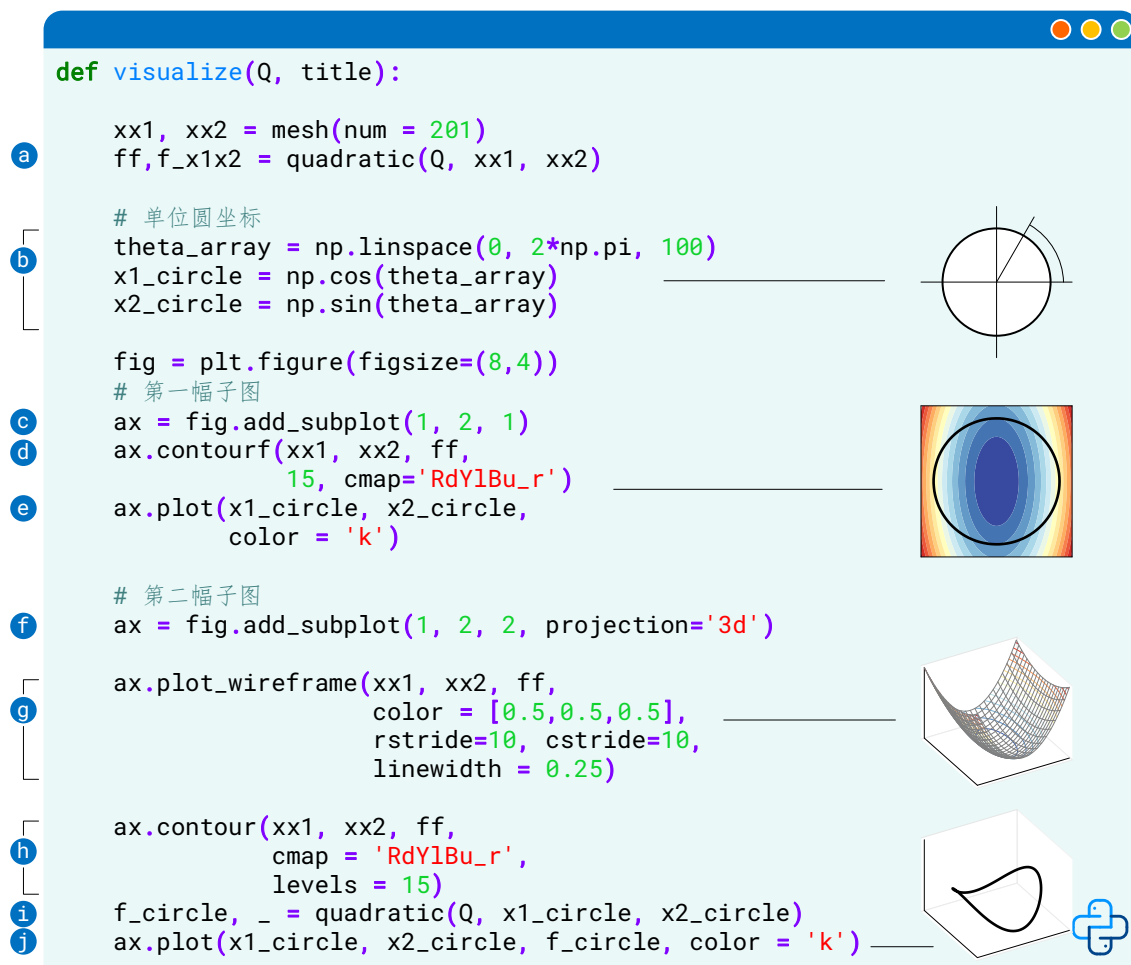 def visualize(Q, title):
xx1, xx2 = mesh(num = 201)
a
ff,f_x1x2 = quadratic(Q, xx1, xx2)
# 单位圆坐标
theta_array = np.linspace(0, 2*np.pi, 100)
b
x1_circle = np.cos(theta_array)
x2_circle = np.sin(theta_array)
fig = plt.figure(figsize=(8,4))
# 第一幅子图
c
ax = fig.add_subplot(1, 2, 1)
d
ax.contourf(xx1, xx2, ff,
15, cmap='RdYlBu_r')
e
ax.plot(x1_circle, x2_circle,
color = 'k')
# 第二幅子图
f
ax = fig.add_subplot(1, 2, 2, projection='3d')
ax.plot_wireframe(xx1, xx2, ff,
g
color = [0.5,0.5,0.5],
rstride=10, cstride=10,
linewidth = 0.25)
ax.contour(xx1, xx2, ff,
h
cmap = 'RdYlBu_r',
levels = 15)
i
f_circle, _ = quadratic(Q, x1_circle, x2_circle)
j
ax.plot(x1_circle, x2_circle, f_circle, color = 'k')